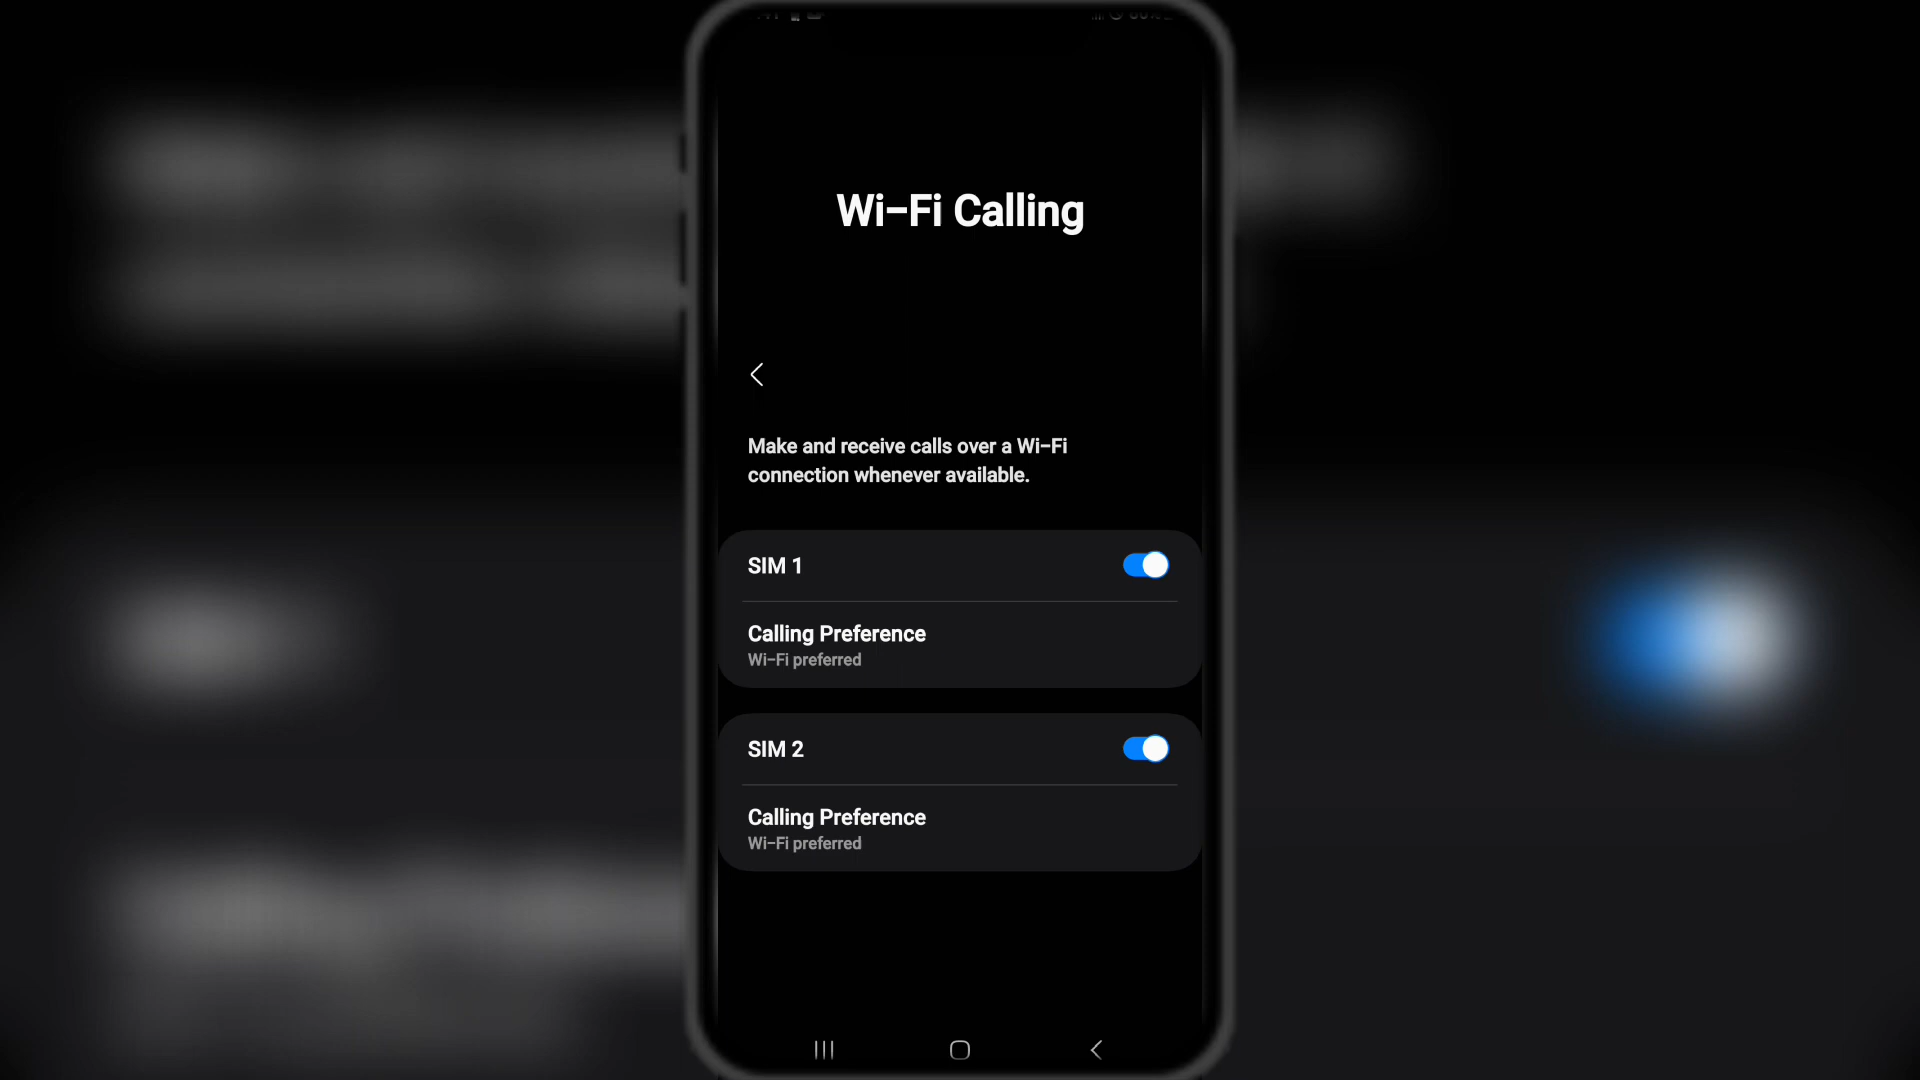 Wi-Fi Calling
Make and receive calls over a Wi-Fi
connection whenever available.
SIM 1
Calling Preference
Wi-Fi preferred
SIM 2
Calling Preference
Wi-Fi preferred